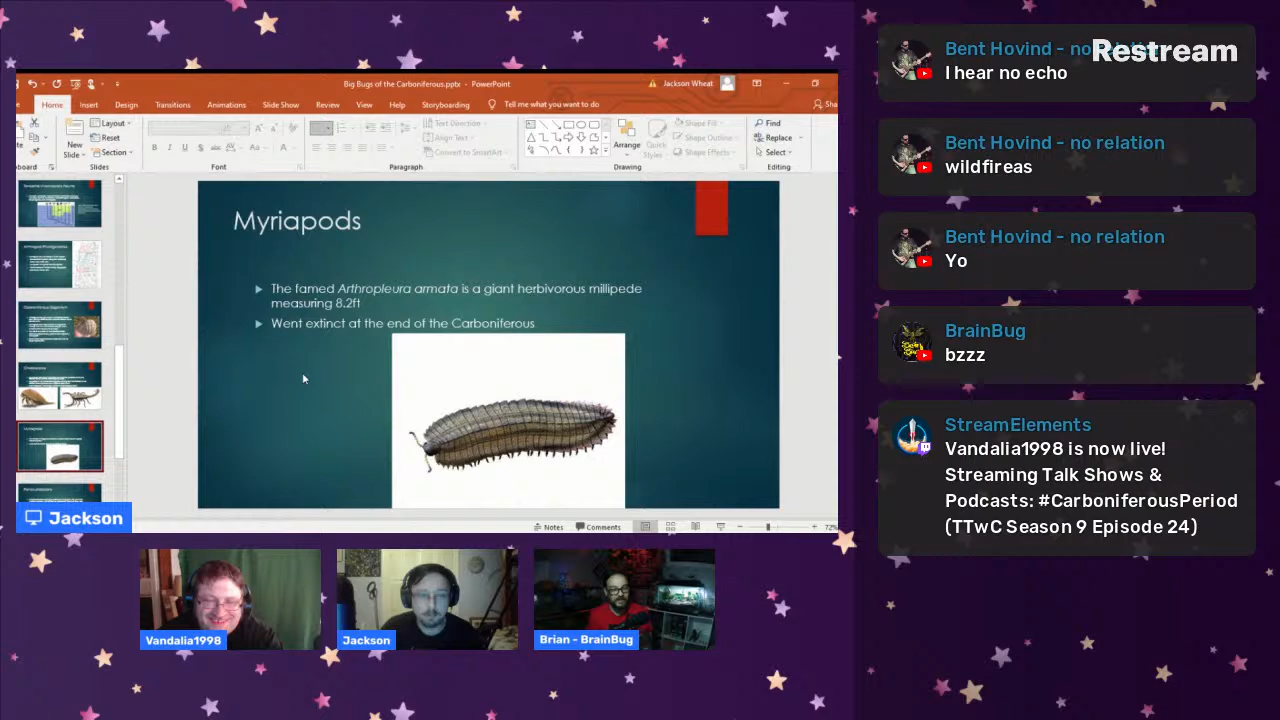 Big Bugs of the Carboniferous.pptx - PowerPoint
Jackson Wheat
Home Insert Design Transitions Animations Slide Show Review View Help Storyboarding Tell me what you want to do Sha
New Slide
Layout
Reset
Section
Text Direction
Align Text
Convert to SmartArt
Arrange
Quick Styles
Shape Fill
Shape Outline
Shape Effects
Find
Replace
Select
board Slides Font Paragraph Drawing Editing
Myriapods
The famed Arthropleura armata is a giant herbivorous millipede
measuring 8.2ft
Went extinct at the end of the Carboniferous
Jackson
Notes Comments 72%
Vandalia1998
Jackson
Brian - BrainBug
Restream
Bent Hovind - no
I hear no echo
Bent Hovind - no relation
wildfireas
Bent Hovind - no relation
Yo
BrainBug
bzzz
StreamElements
Vandalia1998 is now live!
Streaming Talk Shows &
Podcasts: #CarboniferousPeriod
(TTwC Season 9 Episode 24)